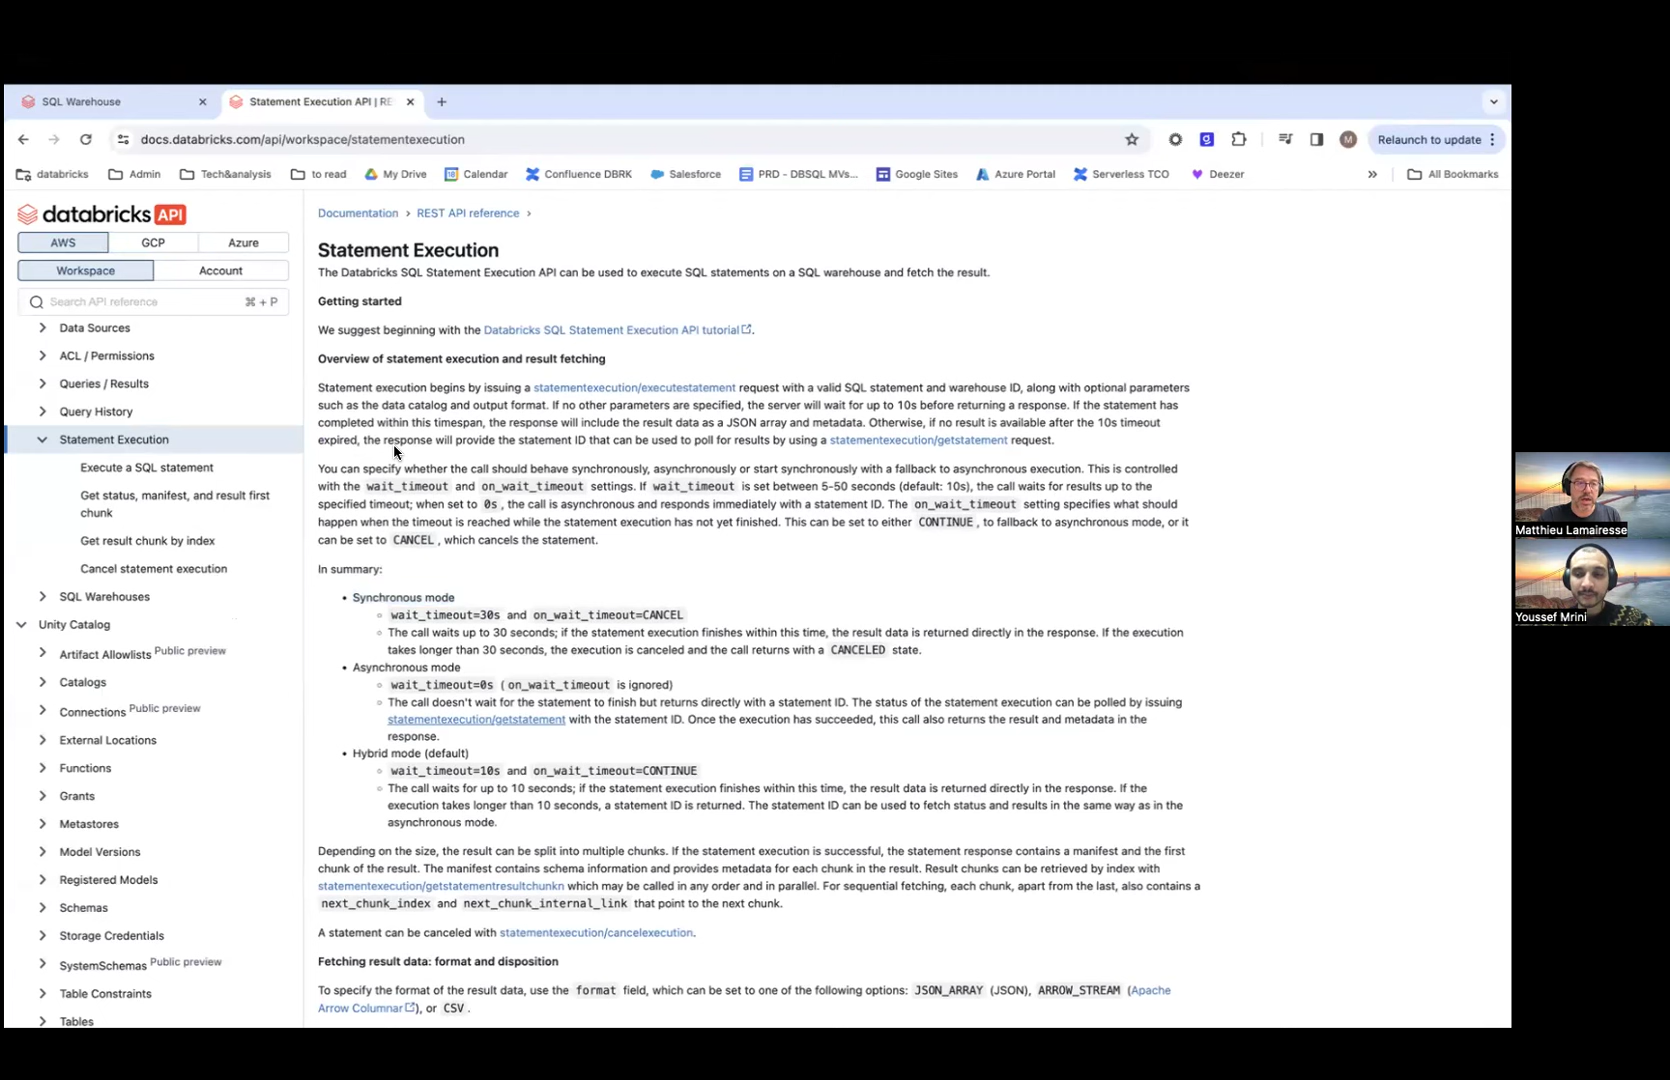 SQL Warehouse
Statement Execution API | RE
docs.databricks.com/api/workspace/statementexecution
Relaunch to update
databricks
Admin
Tech&analysis
to read
My Drive
Calendar
Confluence DBRK
Salesforce
PRD - DBSQL MVs...
Google Sites
Azure Portal
Serverless TCO
Deezer
»
All Bookmarks
databricks API
AWS
GCP
Azure
Workspace
Account
Search API reference
⌘ + P
Data Sources
ACL / Permissions
Queries / Results
Query History
Statement Execution
Execute a SQL statement
Get status, manifest, and result first
chunk
Get result chunk by index
Cancel statement execution
SQL Warehouses
Unity Catalog
Artifact Allowlists Public preview
Catalogs
Connections Public preview
External Locations
Functions
Grants
Metastores
Model Versions
Registered Models
Schemas
Storage Credentials
SystemSchemas Public preview
Table Constraints
Tables
Documentation › REST API reference ›
Statement Execution
The Databricks SQL Statement Execution API can be used to execute SQL statements on a SQL warehouse and fetch the result.
Getting started
We suggest beginning with the Databricks SQL Statement Execution API tutorial.
Overview of statement execution and result fetching
Statement execution begins by issuing a statementexecution/executestatement request with a valid SQL statement and warehouse ID, along with optional parameters
such as the data catalog and output format. If no other parameters are specified, the server will wait for up to 10s before returning a response. If the statement has
completed within this timespan, the response will include the result data as a JSON array and metadata. Otherwise, if no result is available after the 10s timeout
expired, the response will provide the statement ID that can be used to poll for results by using a statementexecution/getstatement request.
You can specify whether the call should behave synchronously, asynchronously or start synchronously with a fallback to asynchronous execution. This is controlled
with the wait_timeout and on_wait_timeout settings. If wait_timeout is set between 5-50 seconds (default: 10s), the call waits for results up to the
specified timeout; when set to 0s , the call is asynchronous and responds immediately with a statement ID. The on_wait_timeout setting specifies what should
happen when the timeout is reached while the statement execution has not yet finished. This can be set to either CONTINUE , to fallback to asynchronous mode, or it
can be set to CANCEL , which cancels the statement.
In summary:
• Synchronous mode
◦ wait_timeout=30s and on_wait_timeout=CANCEL
◦ The call waits up to 30 seconds; if the statement execution finishes within this time, the result data is returned directly in the response. If the execution
takes longer than 30 seconds, the execution is canceled and the call returns with a CANCELED state.
• Asynchronous mode
◦ wait_timeout=0s ( on_wait_timeout is ignored)
◦ The call doesn't wait for the statement to finish but returns directly with a statement ID. The status of the statement execution can be polled by issuing
statementexecution/getstatement with the statement ID. Once the execution has succeeded, this call also returns the result and metadata in the
response.
• Hybrid mode (default)
◦ wait_timeout=10s and on_wait_timeout=CONTINUE
◦ The call waits for up to 10 seconds; if the statement execution finishes within this time, the result data is returned directly in the response. If the
execution takes longer than 10 seconds, a statement ID is returned. The statement ID can be used to fetch status and results in the same way as in the
asynchronous mode.
Depending on the size, the result can be split into multiple chunks. If the statement execution is successful, the statement response contains a manifest and the first
chunk of the result. The manifest contains schema information and provides metadata for each chunk in the result. Result chunks can be retrieved by index with
statementexecution/getstatementresultchunkn which may be called in any order and in parallel. For sequential fetching, each chunk, apart from the last, also contains a
next_chunk_index and next_chunk_internal_link that point to the next chunk.
A statement can be canceled with statementexecution/cancelexecution.
Fetching result data: format and disposition
To specify the format of the result data, use the format field, which can be set to one of the following options: JSON_ARRAY (JSON), ARROW_STREAM (Apache
Arrow Columnar), or CSV .
Matthieu Lamairesse
Youssef Mrini